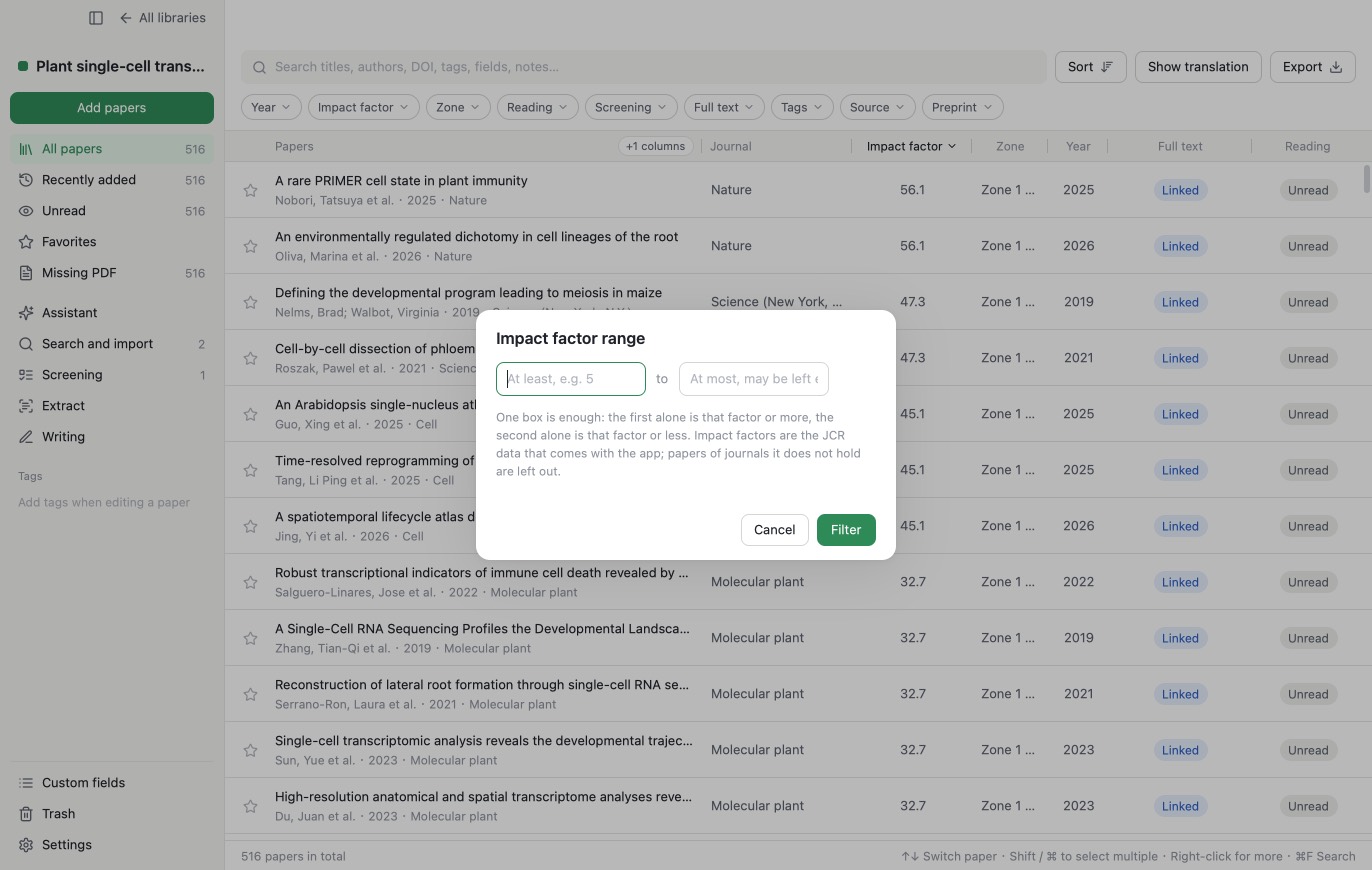 All libraries
Plant single-cell trans...
Add papers
All papers 516
Recently added 516
Unread 516
Favorites
Missing PDF 516
Assistant
Search and import 2
Screening 1
Extract
Writing
Tags
Add tags when editing a paper
Custom fields
Trash
Settings
Search titles, authors, DOI, tags, fields, notes...
Sort
Show translation
Export
Year
Impact factor
Zone
Reading
Screening
Full text
Tags
Source
Preprint
Papers +1 columns Journal Impact factor Zone Year Full text Reading
A rare PRIMER cell state in plant immunity
Nobori, Tatsuya et al. · 2025 · Nature
Nature 56.1 Zone 1 ... 2025 Linked Unread
An environmentally regulated dichotomy in cell lineages of the root
Oliva, Marina et al. · 2026 · Nature
Nature 56.1 Zone 1 ... 2026 Linked Unread
Defining the developmental program leading to meiosis in maize
Nelms, Brad; Walbot, Virginia · 2019
Science (New York, ... 47.3 Zone 1 ... 2019 Linked Unread
Cell-by-cell dissection of phloem
Roszak, Pawel et al. · 2021 · Scienc
47.3 Zone 1 ... 2021 Linked Unread
An Arabidopsis single-nucleus atl
Guo, Xing et al. · 2025 · Cell
45.1 Zone 1 ... 2025 Linked Unread
Time-resolved reprogramming of
Tang, Li Ping et al. · 2025 · Cell
45.1 Zone 1 ... 2025 Linked Unread
A spatiotemporal lifecycle atlas d
Jing, Yi et al. · 2026 · Cell
45.1 Zone 1 ... 2026 Linked Unread
Robust transcriptional indicators of immune cell death revealed by ...
Salguero-Linares, Jose et al. · 2022 · Molecular plant
Molecular plant 32.7 Zone 1 ... 2022 Linked Unread
A Single-Cell RNA Sequencing Profiles the Developmental Landsca...
Zhang, Tian-Qi et al. · 2019 · Molecular plant
Molecular plant 32.7 Zone 1 ... 2019 Linked Unread
Reconstruction of lateral root formation through single-cell RNA se...
Serrano-Ron, Laura et al. · 2021 · Molecular plant
Molecular plant 32.7 Zone 1 ... 2021 Linked Unread
Single-cell transcriptomic analysis reveals the developmental trajec...
Sun, Yue et al. · 2023 · Molecular plant
Molecular plant 32.7 Zone 1 ... 2023 Linked Unread
High-resolution anatomical and spatial transcriptome analyses reve...
Du, Juan et al. · 2023 · Molecular plant
Molecular plant 32.7 Zone 1 ... 2023 Linked Unread
Impact factor range
At least, e.g. 5 to At most, may be left e
One box is enough: the first alone is that factor or more, the
second alone is that factor or less. Impact factors are the JCR
data that comes with the app; papers of journals it does not hold
are left out.
Cancel Filter
516 papers in total
↑↓ Switch paper · Shift / ⌘ to select multiple · Right-click for more · ⌘F Search